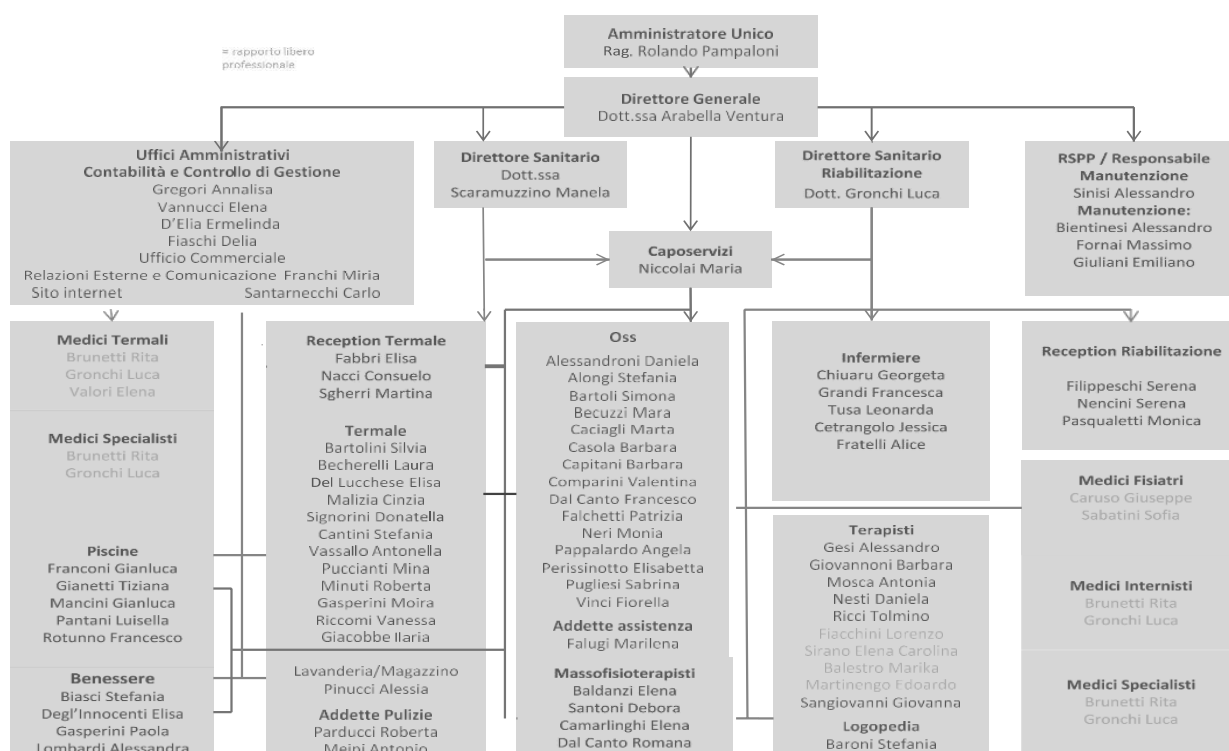 Amministratore Unico
Rag. Rolando Pampaloni
= rapporto libero
professionale
Direttore Generale
Dott.ssa Arabella Ventura
Uffici Amministrativi
Contabilità e Controllo di Gestione
Gregori Annalisa
Vannucci Elena
D'Elia Ermelinda
Fiaschi Delia
Ufficio Commerciale
Relazioni Esterne e Comunicazione Franchi Miria
Sito internet Santarnecchi Carlo
Direttore Sanitario
Dott.ssa
Scaramuzzino Manela
Direttore Sanitario
Riabilitazione
Dott. Gronchi Luca
RSPP / Responsabile
Manutenzione
Sinisi Alessandro
Manutenzione:
Bientinesi Alessandro
Fornai Massimo
Giuliani Emiliano
Caposervizi
Niccolai Maria
Medici Termali
Brunetti Rita
Gronchi Luca
Valori Elena
Medici Specialisti
Brunetti Rita
Gronchi Luca
Piscine
Franconi Gianluca
Gianetti Tiziana
Mancini Gianluca
Pantani Luisella
Rotunno Francesco
Benessere
Biasci Stefania
Degl'Innocenti Elisa
Gasperini Paola
Lombardi Alessandra
Reception Termale
Fabbri Elisa
Nacci Consuelo
Sgherri Martina
Termale
Bartolini Silvia
Becherelli Laura
Del Lucchese Elisa
Malizia Cinzia
Signorini Donatella
Cantini Stefania
Vassallo Antonella
Puccianti Mina
Minuti Roberta
Gasperini Moira
Riccomi Vanessa
Giacobbe Ilaria
Lavanderia/Magazzino
Pinucci Alessia
Addette Pulizie
Parducci Roberta
Meini Antonio
Oss
Alessandroni Daniela
Alongi Stefania
Bartoli Simona
Becuzzi Mara
Caciagli Marta
Casola Barbara
Capitani Barbara
Comparini Valentina
Dal Canto Francesco
Falchetti Patrizia
Neri Monia
Pappalardo Angela
Perissinotto Elisabetta
Pugliesi Sabrina
Vinci Fiorella
Addette assistenza
Falugi Marilena
Massofisioterapisti
Baldanzi Elena
Santoni Debora
Camarlinghi Elena
Dal Canto Romana
Infermiere
Chiuaru Georgeta
Grandi Francesca
Tusa Leonarda
Cetrangolo Jessica
Fratelli Alice
Terapisti
Gesi Alessandro
Giovannoni Barbara
Mosca Antonia
Nesti Daniela
Ricci Tolmino
Fiacchini Lorenzo
Sirano Elena Carolina
Balestro Marika
Martinengo Edoardo
Sangiovanni Giovanna
Logopedia
Baroni Stefania
Reception Riabilitazione
Filippeschi Serena
Nencini Serena
Pasqualetti Monica
Medici Fisiatri
Caruso Giuseppe
Sabatini Sofia
Medici Internisti
Brunetti Rita
Gronchi Luca
Medici Specialisti
Brunetti Rita
Gronchi Luca